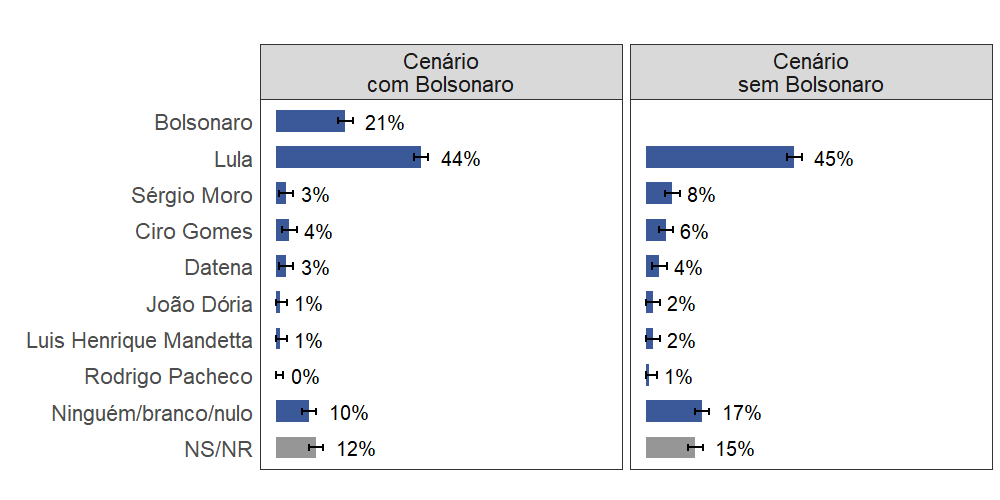 Cenário
com Bolsonaro
Cenário
sem Bolsonaro
Bolsonaro 21%
Lula 44% 45%
Sérgio Moro 3% 8%
Ciro Gomes 4% 6%
Datena 3% 4%
João Dória 1% 2%
Luis Henrique Mandetta 1% 2%
Rodrigo Pacheco 0% 1%
Ninguém/branco/nulo 10% 17%
NS/NR 12% 15%